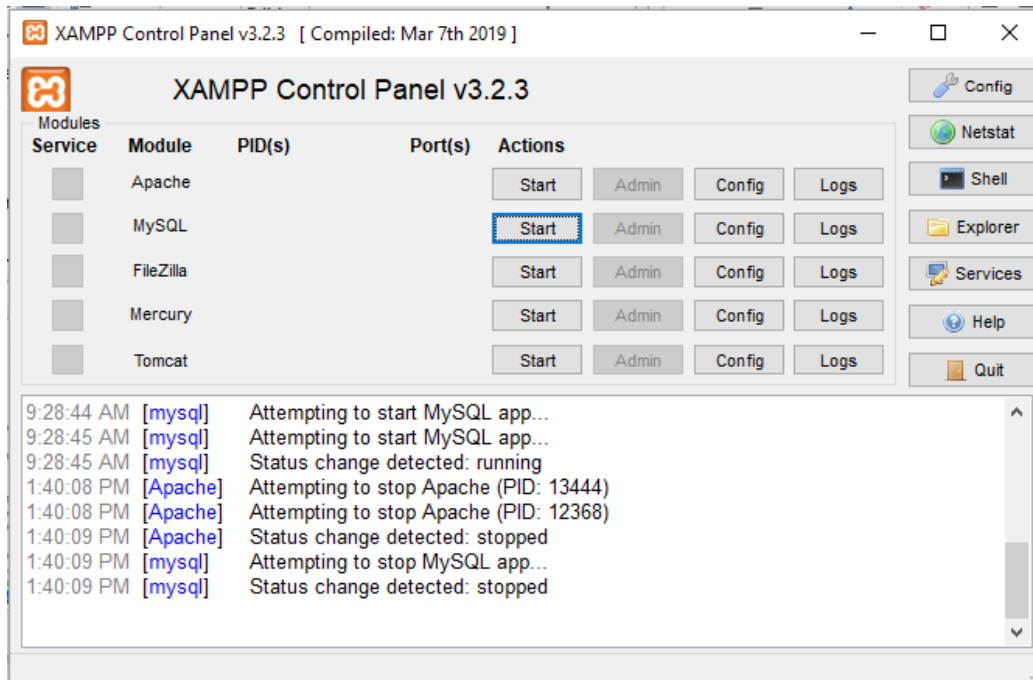 XAMPP Control Panel v3.2.3 [ Compiled: Mar 7th 2019 ]
XAMPP Control Panel v3.2.3
Config
Modules
Netstat
Service Module PID(s) Port(s) Actions
Apache Start Admin Config Logs
Shell
MySQL Start Admin Config Logs
Explorer
FileZilla Start Admin Config Logs
Services
Mercury Start Admin Config Logs
Help
Tomcat Start Admin Config Logs
Quit
9:28:44 AM [mysql] Attempting to start MySQL app...
9:28:45 AM [mysql] Attempting to start MySQL app...
9:28:45 AM [mysql] Status change detected: running
1:40:08 PM [Apache] Attempting to stop Apache (PID: 13444)
1:40:08 PM [Apache] Attempting to stop Apache (PID: 12368)
1:40:09 PM [Apache] Status change detected: stopped
1:40:09 PM [mysql] Attempting to stop MySQL app...
1:40:09 PM [mysql] Status change detected: stopped